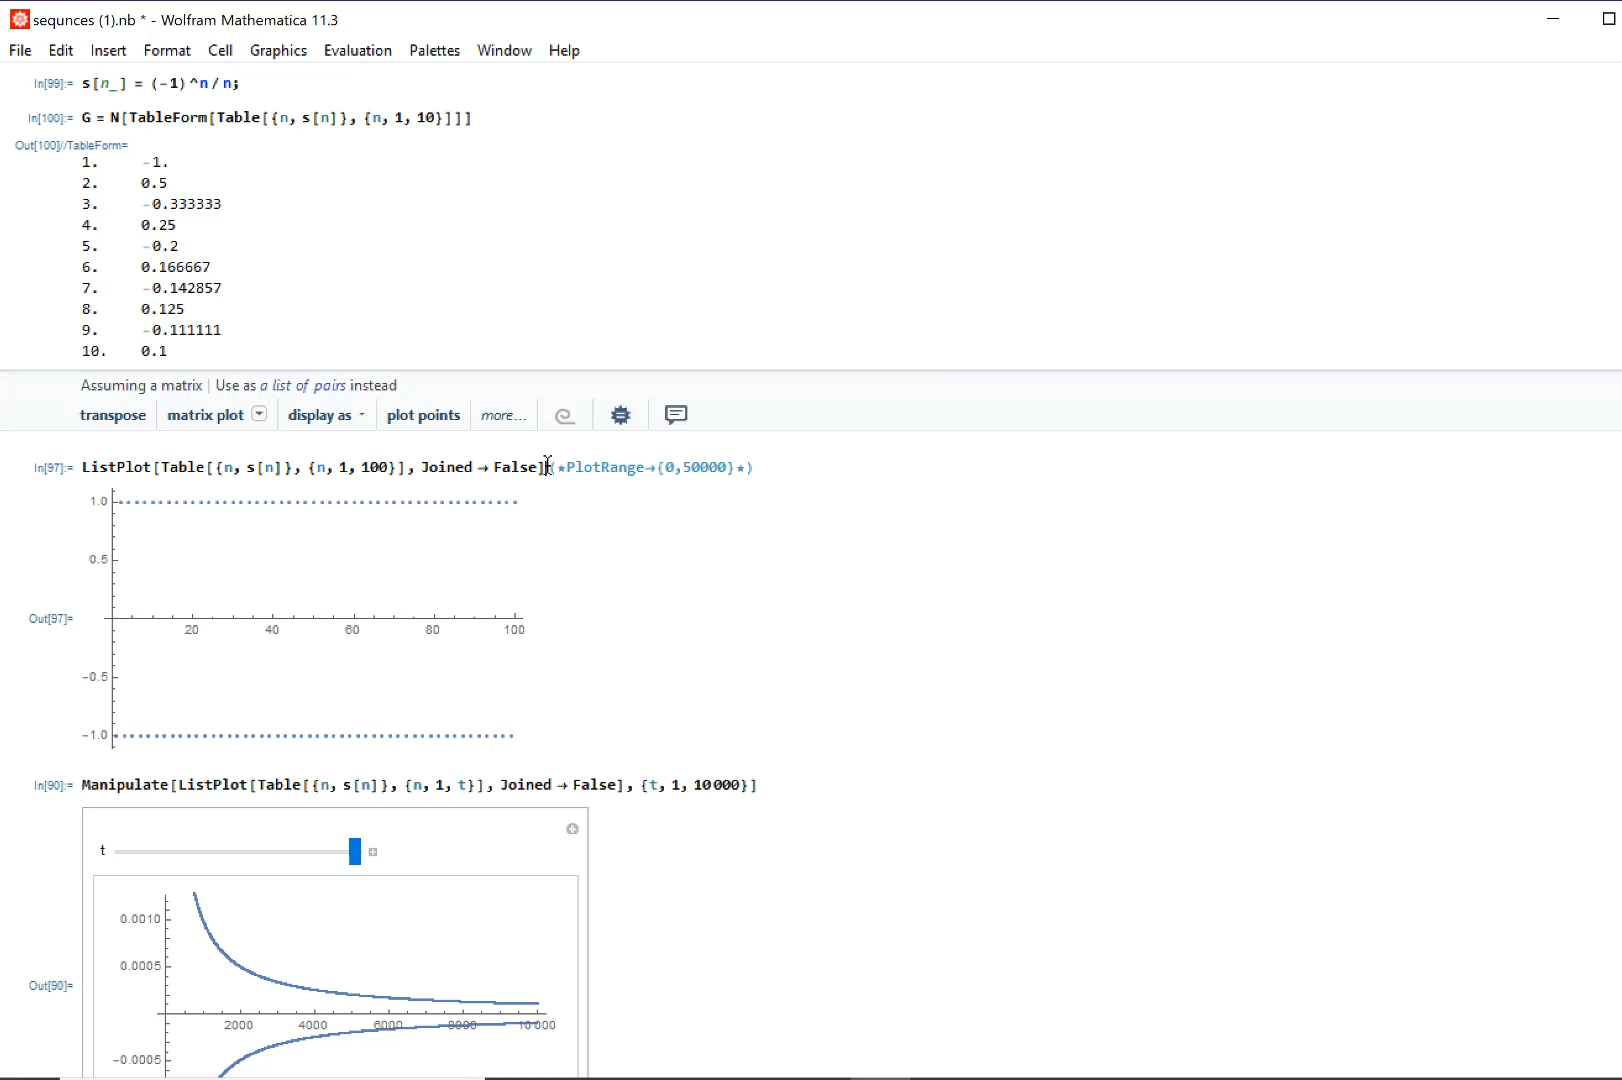 sequnces (1).nb * - Wolfram Mathematica 11.3
File Edit Insert Format Cell Graphics Evaluation Palettes Window Help
In[99]:= s[n_] = (-1)^n/n;
In[100]:= G = N[TableForm[Table[{n, s[n]}, {n, 1, 10}]]]
Out[100]//TableForm=
1. -1.
2. 0.5
3. -0.333333
4. 0.25
5. -0.2
6. 0.166667
7. -0.142857
8. 0.125
9. -0.111111
10. 0.1
Assuming a matrix | Use as a list of pairs instead
transpose matrix plot display as plot points more...
In[97]:= ListPlot[Table[{n, s[n]}, {n, 1, 100}], Joined → False](*PlotRange→{0,50000}*)
1.0
0.5
Out[97]=
20 40 60 80 100
-0.5
-1.0
In[90]:= Manipulate[ListPlot[Table[{n, s[n]}, {n, 1, t}], Joined → False], {t, 1, 10000}]
t
0.0010
0.0005
Out[90]=
2000 4000 6000 8000 10000
-0.0005